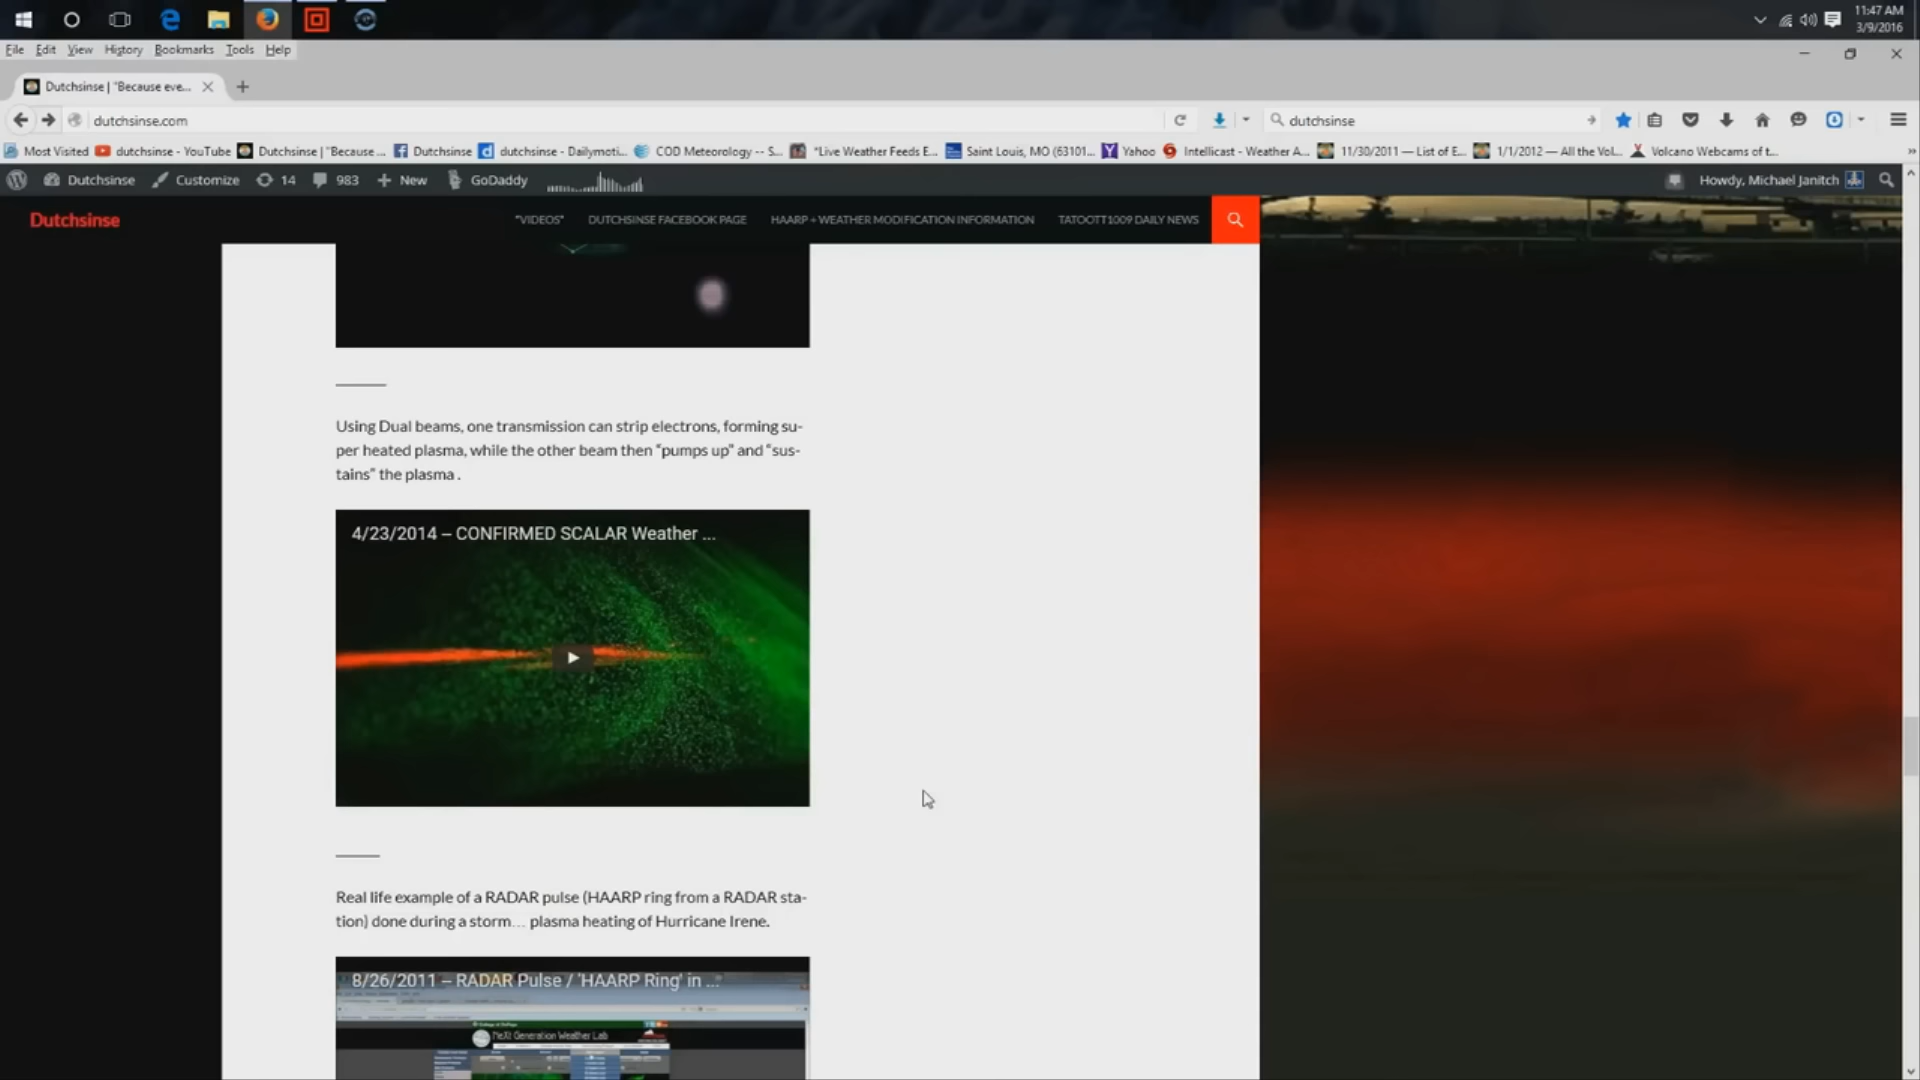 11:47 AM
3/9/2016
File Edit View History Bookmarks Tools Help
Dutchsinse | "Because eve...
dutchsinse.com
dutchsinse
Most Visited dutchsinse - YouTube Dutchsinse | "Because ... Dutchsinse dutchsinse - Dailymoti... COD Meteorology -- S... "Live Weather Feeds E... Saint Louis, MO (63101... Yahoo Intellicast - Weather A... 11/30/2011 — List of E... 1/1/2012 — All the Vol... Volcano Webcams of t...
Dutchsinse Customize 14 983 New GoDaddy Howdy, Michael Janitch
Dutchsinse
"VIDEOS" DUTCHSINSE FACEBOOK PAGE HAARP + WEATHER MODIFICATION INFORMATION TATOOTT1009 DAILY NEWS
Using Dual beams, one transmission can strip electrons, forming su-
per heated plasma, while the other beam then "pumps up" and "sus-
tains" the plasma .
4/23/2014 – CONFIRMED SCALAR Weather ...
Real life example of a RADAR pulse (HAARP ring from a RADAR sta-
tion) done during a storm... plasma heating of Hurricane Irene.
8/26/2011 – RADAR Pulse / 'HAARP Ring' in ...
NeXt Generation Weather Lab